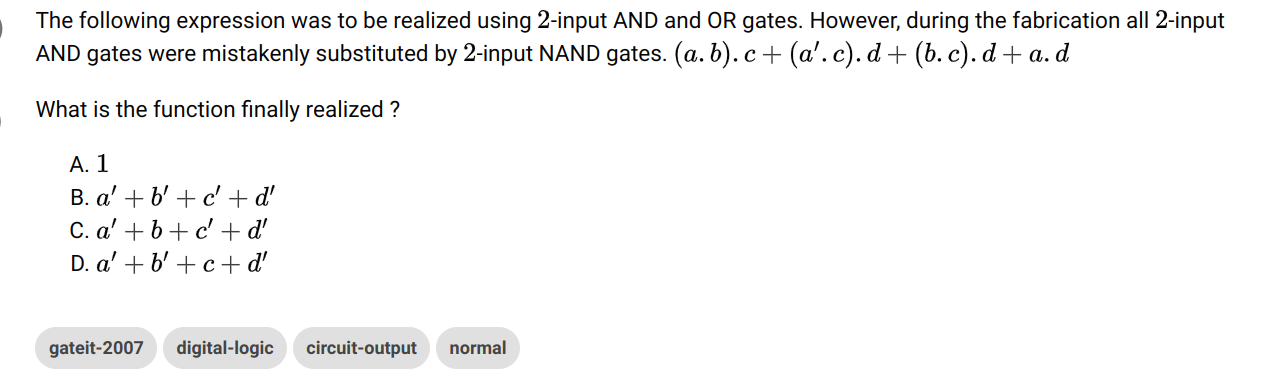 The following expression was to be realized using 2-input AND and OR gates. However, during the fabrication all 2-input
AND gates were mistakenly substituted by 2-input NAND gates. (a. b). c + (a′. c). d + (b. c). d + a. d
What is the function finally realized ?
A. 1
B. a′ + b′ + c′ + d′
C. a′ + b + c′ + d′
D. a′ + b′ + c + d′
gateit-2007 digital-logic circuit-output normal